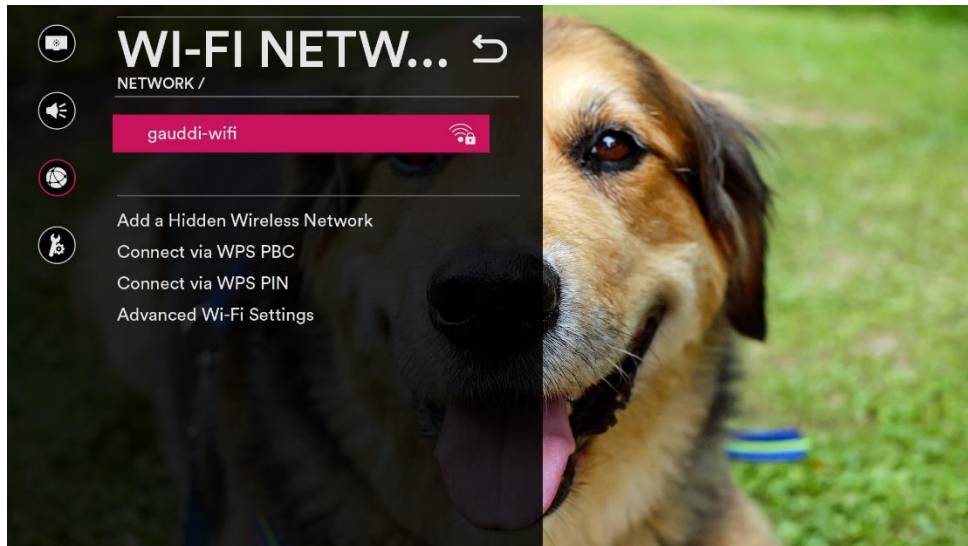 WI-FI NETW...
NETWORK /
gauddi-wifi
Add a Hidden Wireless Network
Connect via WPS PBC
Connect via WPS PIN
Advanced Wi-Fi Settings